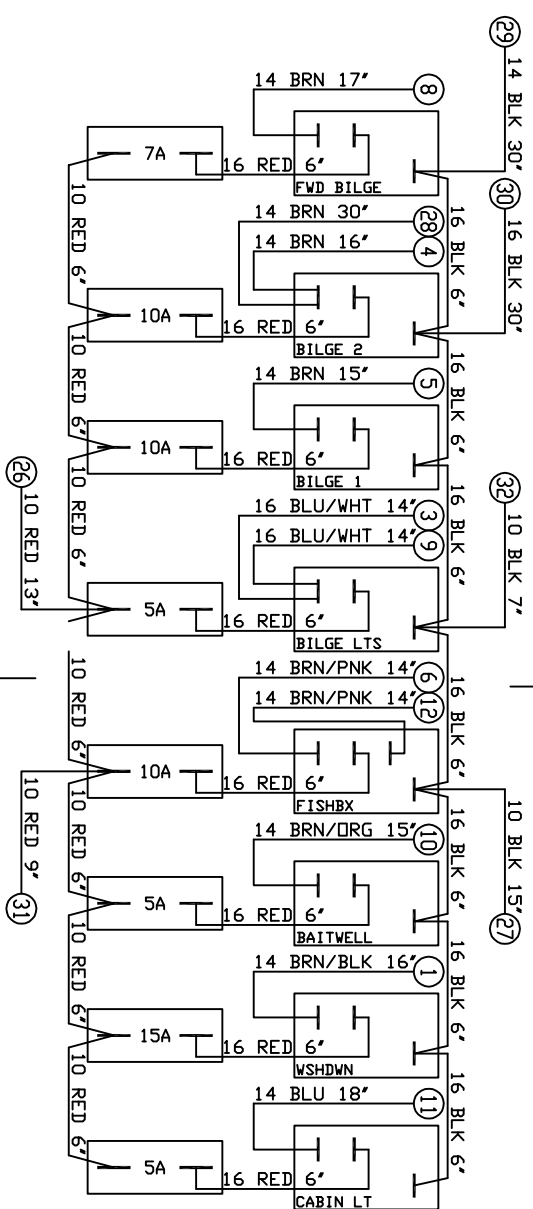 29
14 BLK 30"
8
14 BRN 17"
7A
16 RED 6"
FWD BILGE
10 RED 6"
16 BLK 6"
30
16 BLK 30"
28
14 BRN 30"
4
14 BRN 16"
10A
16 RED 6"
BILGE 2
10 RED 6"
16 BLK 6"
5
14 BRN 15"
10A
16 RED 6"
BILGE 1
10 RED 6"
16 BLK 6"
26
10 RED 13"
32
10 BLK 7"
3
16 BLU/WHT 14"
9
16 BLU/WHT 14"
5A
16 RED 6"
BILGE LTS
10 RED 6"
16 BLK 6"
6
14 BRN/PNK 14"
12
14 BRN/PNK 14"
10A
16 RED 6"
FISHBX
31
10 RED 9"
27
10 BLK 15"
10 RED 6"
16 BLK 6"
10
14 BRN/ORG 15"
5A
16 RED 6"
BAITWELL
10 RED 6"
16 BLK 6"
1
14 BRN/BLK 16"
15A
16 RED 6"
WSHDWN
10 RED 6"
16 BLK 6"
11
14 BLU 18"
5A
16 RED 6"
CABIN LT